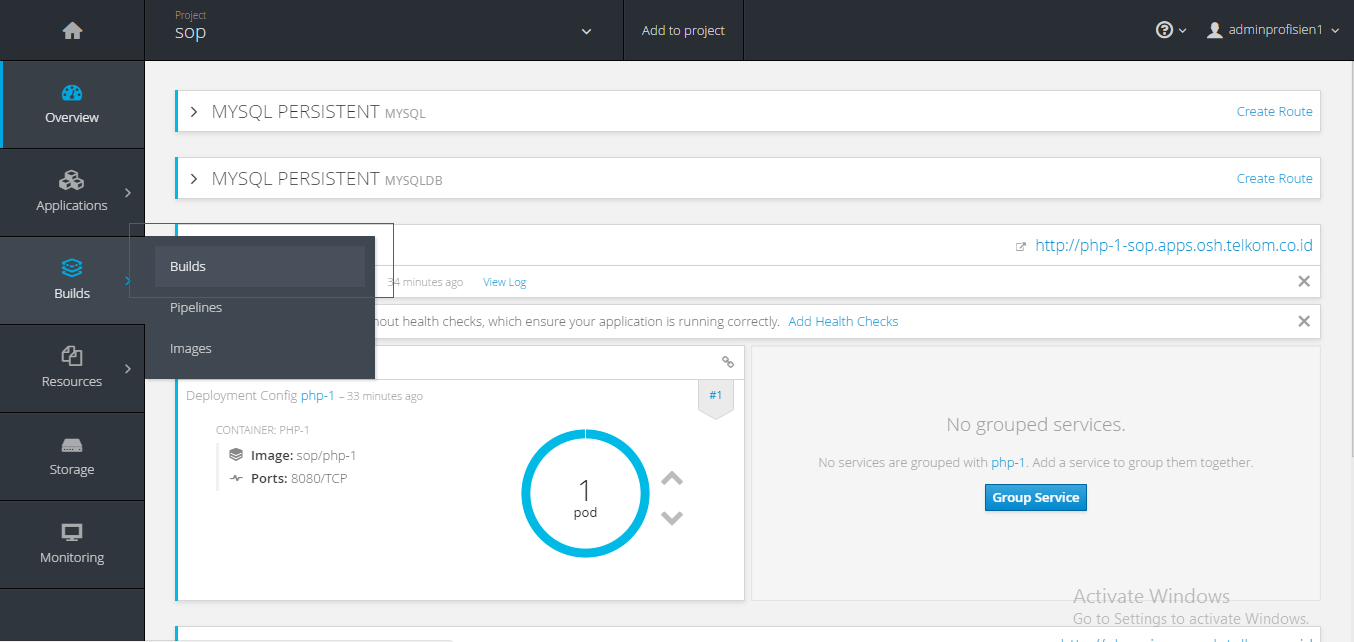 Project
sop
Add to project
adminprofisien1
Overview
Applications
Builds
Resources
Storage
Monitoring
MYSQL PERSISTENT MYSQL
Create Route
MYSQL PERSISTENT MYSQLDB
Create Route
http://php-1-sop.apps.osh.telkom.co.id
Builds
Pipelines
Images
34 minutes ago View Log
health checks, which ensure your application is running correctly. Add Health Checks
Deployment Config php-1 – 33 minutes ago
#1
CONTAINER: PHP-1
Image: sop/php-1
Ports: 8080/TCP
1
pod
No grouped services.
No services are grouped with php-1. Add a service to group them together.
Group Service
Activate Windows
Go to Settings to activate Windows.